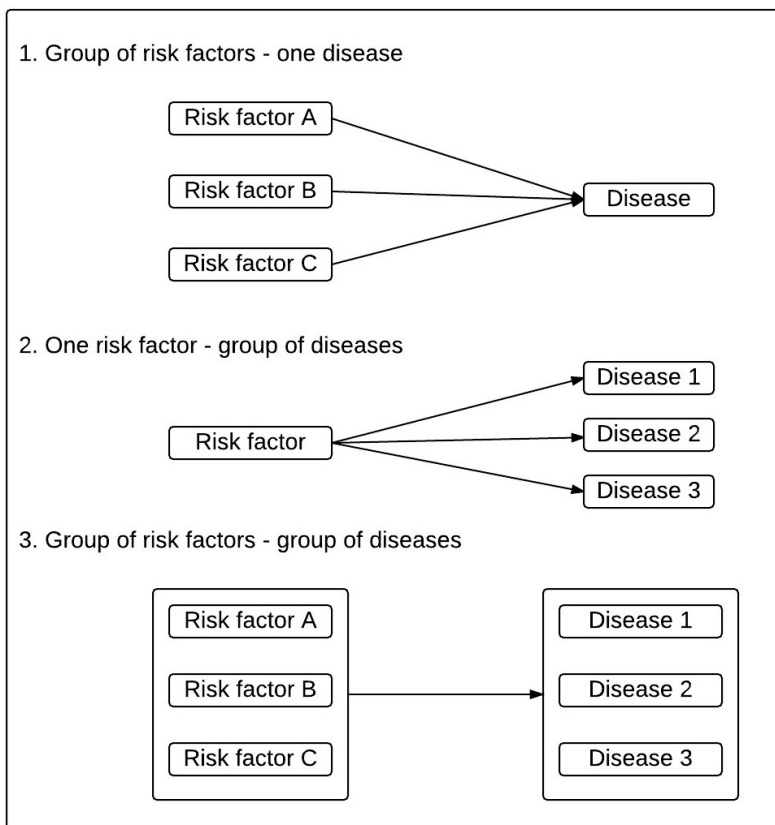 1. Group of risk factors - one disease
Risk factor A
Risk factor B
Disease
Risk factor C
2. One risk factor - group of diseases
Disease 1
Risk factor
Disease 2
Disease 3
3. Group of risk factors - group of diseases
Risk factor A
Disease 1
Risk factor B
Disease 2
Risk factor C
Disease 3